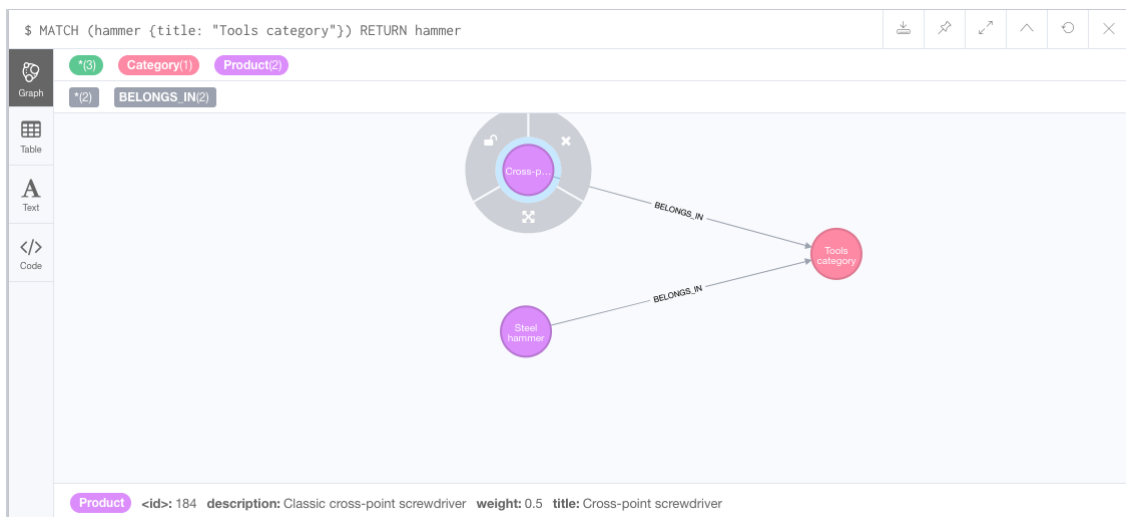 $ MATCH (hammer {title: "Tools category"}) RETURN hammer
Graph
*(3) Category(1) Product(2)
*(2) BELONGS_IN(2)
Table
Text
Code
Cross-p...
BELONGS_IN
Tools
category
BELONGS_IN
Steel
hammer
Product <id>: 184 description: Classic cross-point screwdriver weight: 0.5 title: Cross-point screwdriver